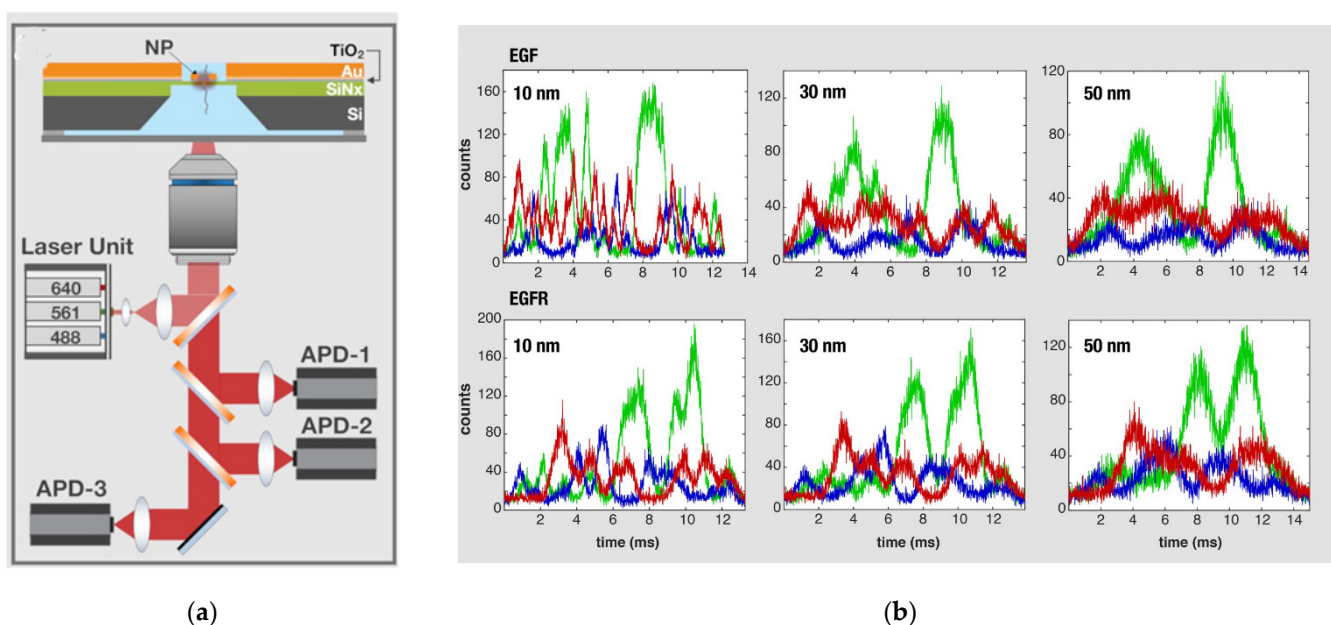 NP
TiO₂
Au
SiNx
Si
Laser Unit
640
561
488
APD-1
APD-2
APD-3
(a)
EGF
10 nm
30 nm
50 nm
counts
160
120
80
40
0
2 4 6 8 10 12 14
120
90
60
30
0
2 4 6 8 10 12
120
80
40
0
2 4 6 8 10 12 14
EGFR
10 nm
30 nm
50 nm
counts
200
160
120
80
40
0
2 4 6 8 10 12
time (ms)
160
120
80
40
0
2 4 6 8 10 12
time (ms)
120
80
40
0
2 4 6 8 10 12 14
time (ms)
(b)